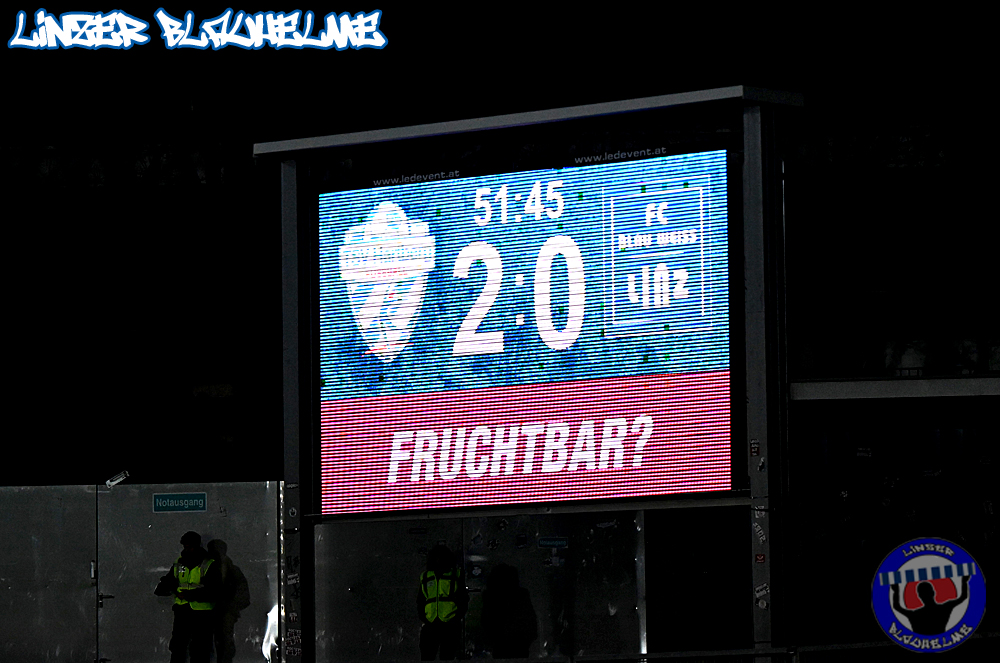 LINZER BLAUHELME
www.ledevent.at
www.ledevent.at
51:45
2:0
FC
BLAU WEISS
LINZ
FRUCHTBAR?
Notausgang
LINZER
BLAUHELME